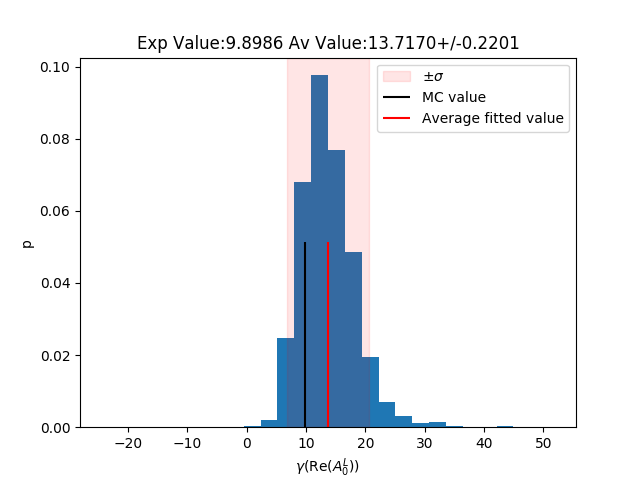 Exp Value:9.8986 Av Value:13.7170+/-0.2201
±σ
MC value
Average fitted value
0.10
0.08
0.06
0.04
0.02
0.00
p
−20 −10 0 10 20 30 40 50
γ(Re(A₀ᴸ))